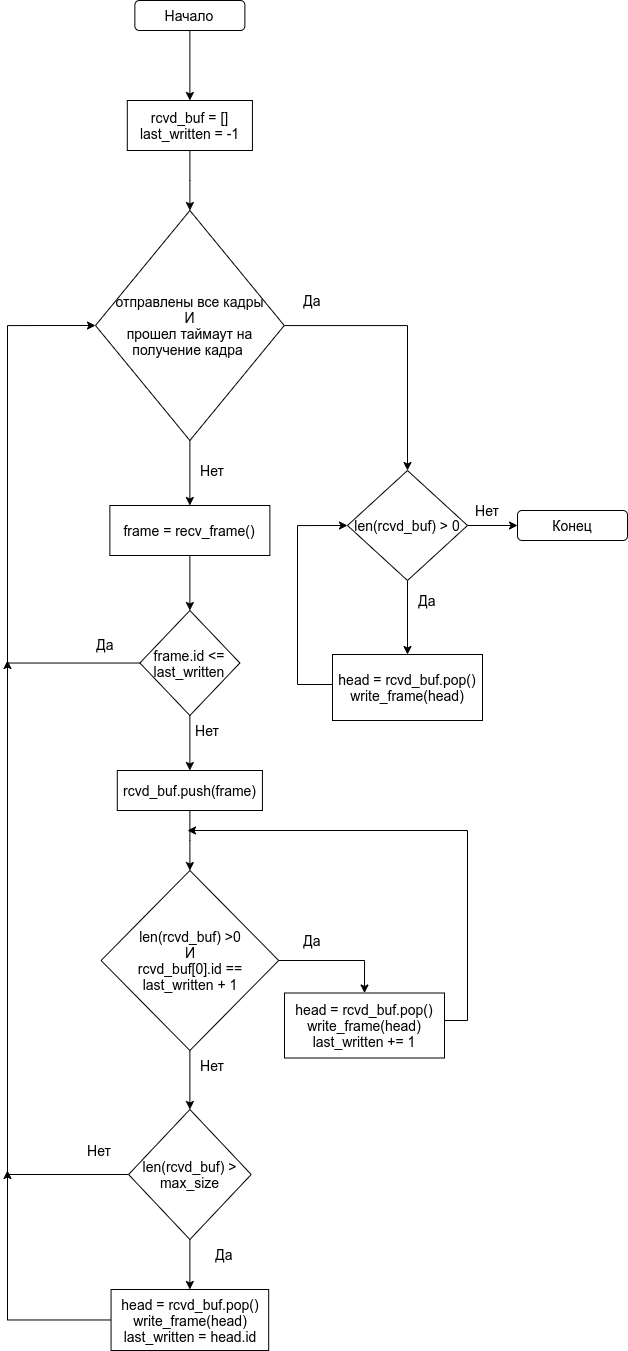 Начало
rcvd_buf = []
last_written = -1
отправлены все кадры
И
прошел таймаут на
получение кадра
Да
Нет
frame = recv_frame()
len(rcvd_buf) > 0
Нет
Конец
Да
head = rcvd_buf.pop()
write_frame(head)
Да
frame.id <=
last_written
Нет
rcvd_buf.push(frame)
len(rcvd_buf) >0
И
rcvd_buf[0].id ==
last_written + 1
Да
head = rcvd_buf.pop()
write_frame(head)
last_written += 1
Нет
Нет
len(rcvd_buf) >
max_size
Да
head = rcvd_buf.pop()
write_frame(head)
last_written = head.id